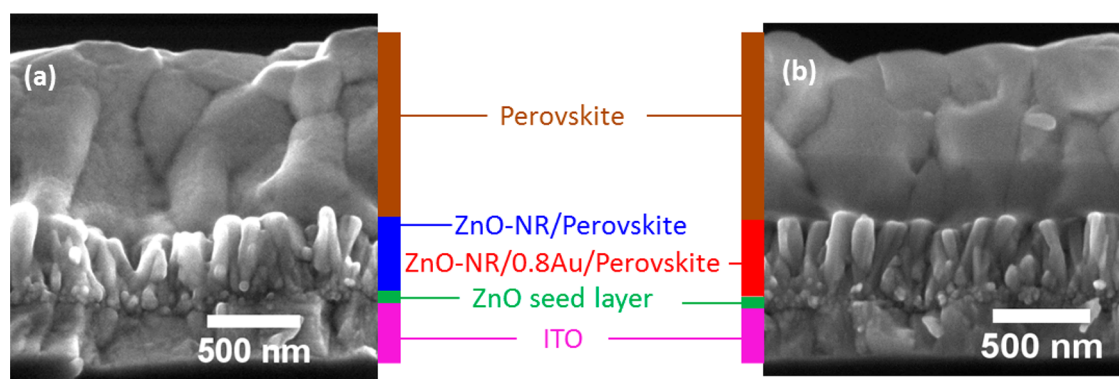 (a)
(b)
Perovskite
ZnO-NR/Perovskite
ZnO-NR/0.8Au/Perovskite
ZnO seed layer
ITO
500 nm
500 nm